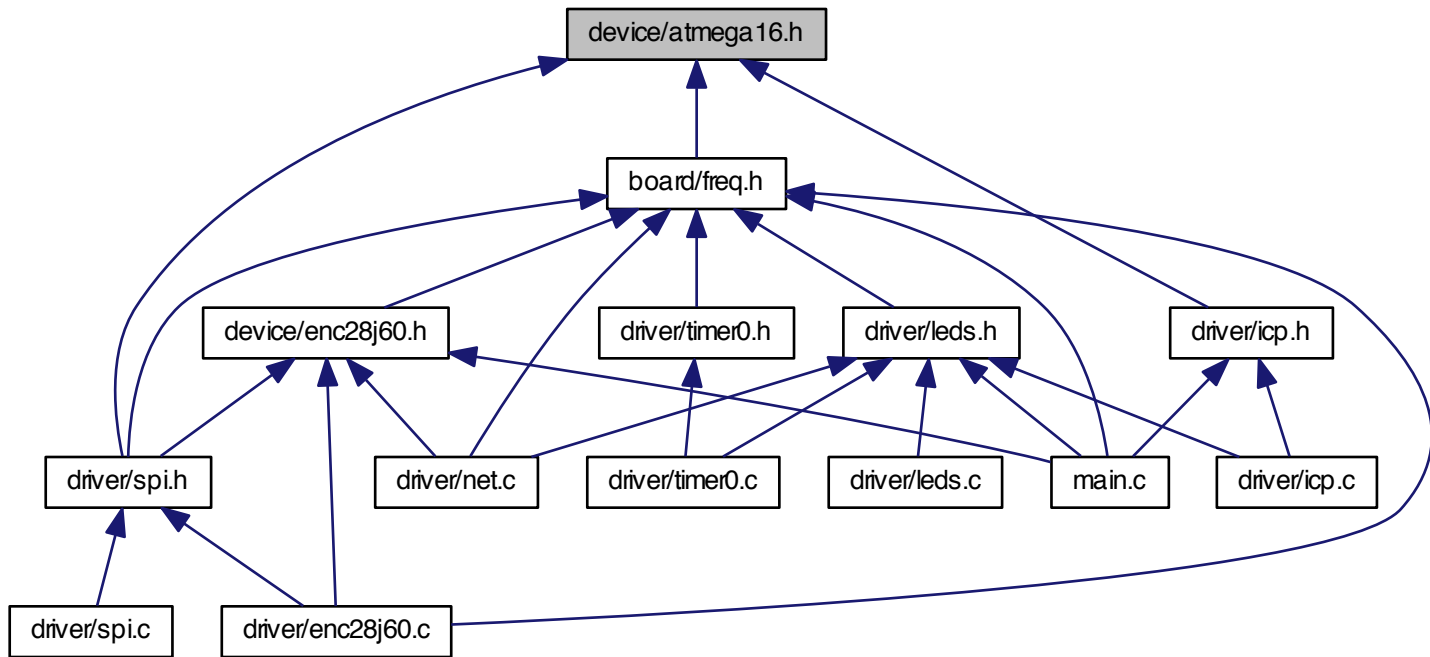 device/atmega16.h
board/freq.h
device/enc28j60.h
driver/timer0.h
driver/leds.h
driver/icp.h
driver/spi.h
driver/net.c
driver/timer0.c
driver/leds.c
main.c
driver/icp.c
driver/spi.c
driver/enc28j60.c